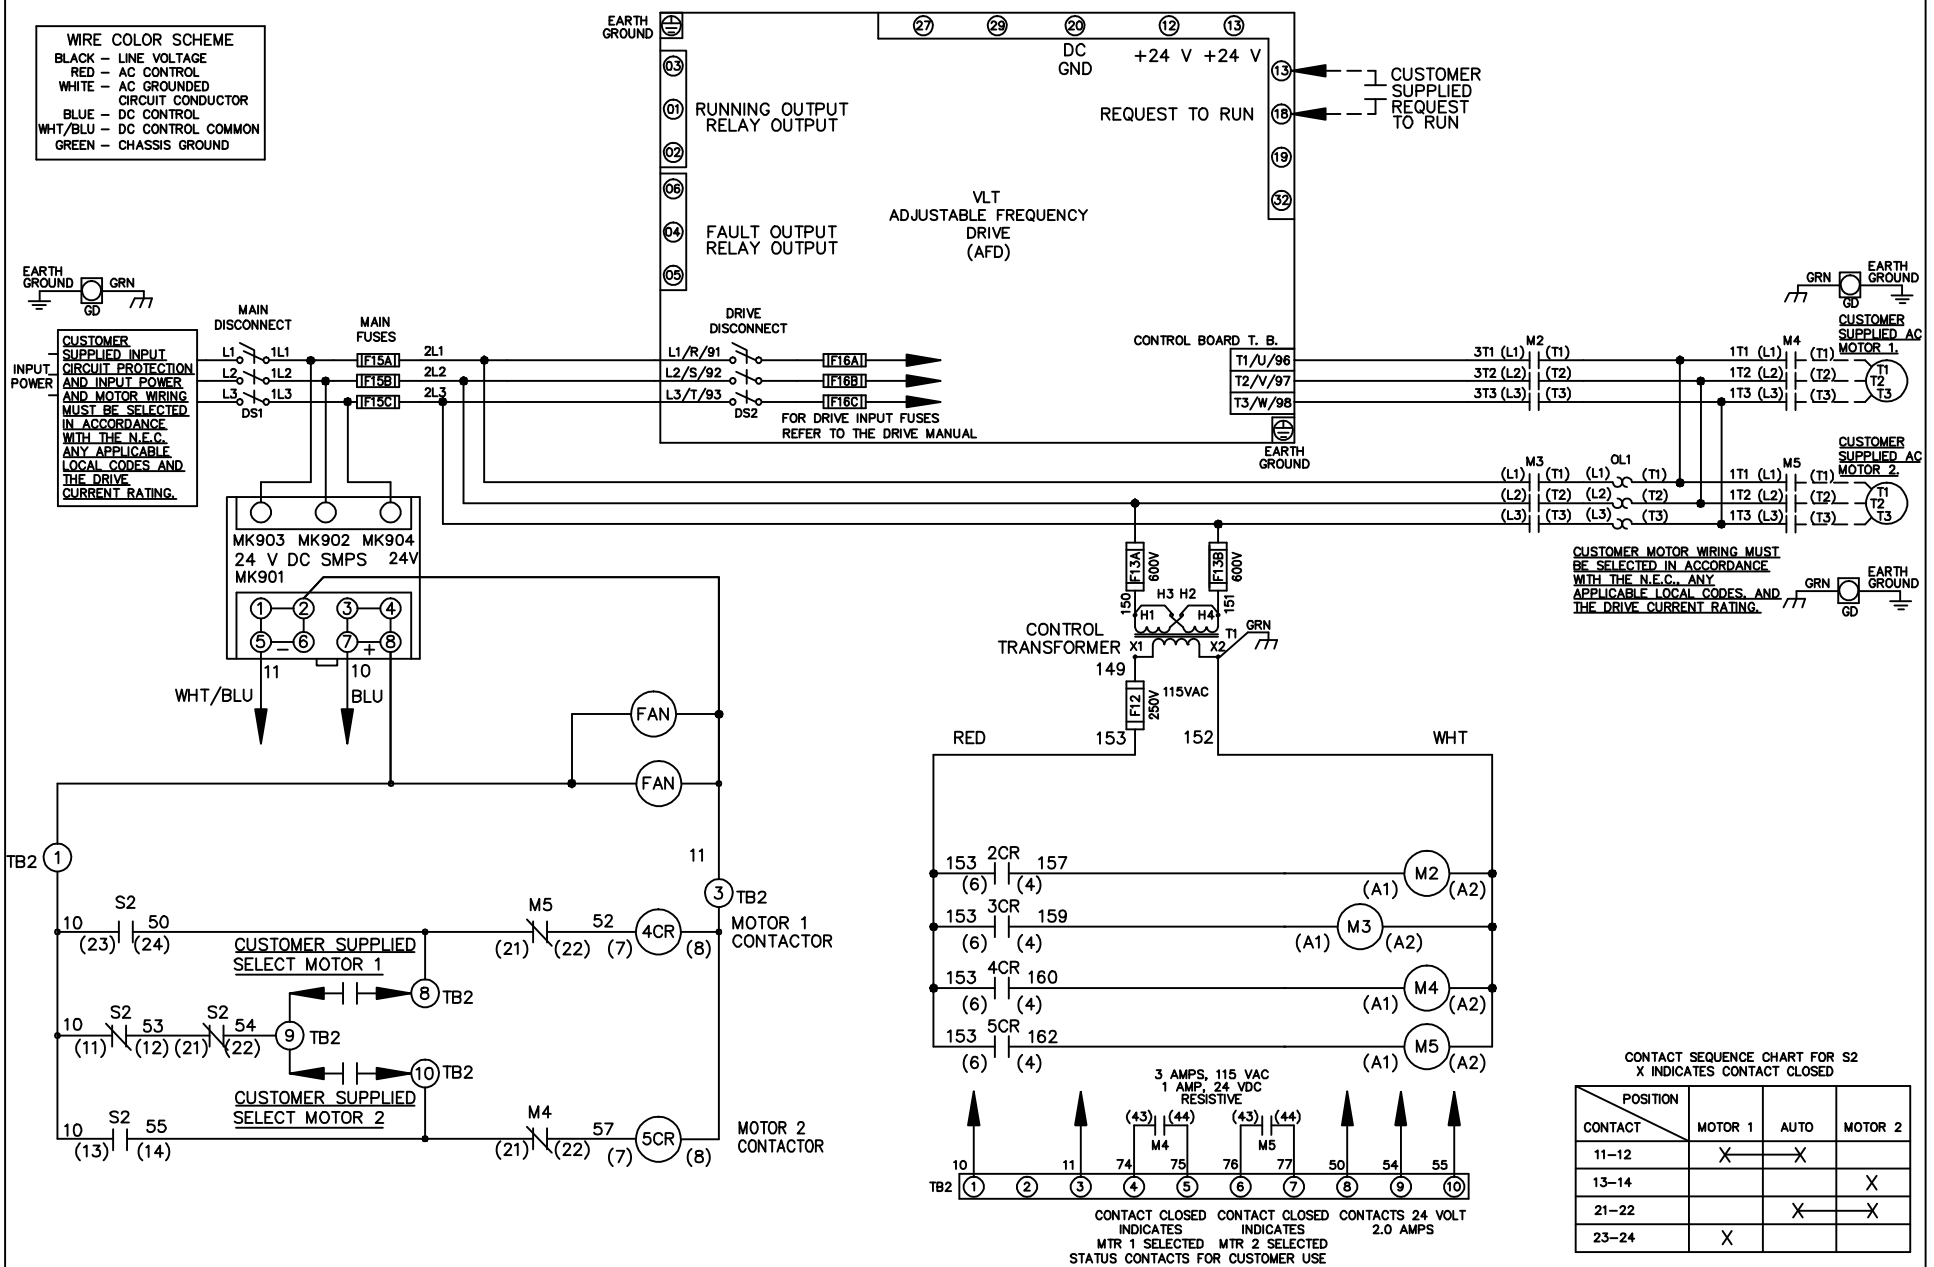 WIRE COLOR SCHEME
BLACK – LINE VOLTAGE
RED – AC CONTROL
WHITE – AC GROUNDED
CIRCUIT CONDUCTOR
BLUE – DC CONTROL
WHT/BLU – DC CONTROL COMMON
GREEN – CHASSIS GROUND
EARTH
GROUND
27 29 20 12 13
DC
GND
+24 V +24 V
03
01
02
RUNNING OUTPUT
RELAY OUTPUT
06
04
05
FAULT OUTPUT
RELAY OUTPUT
13
REQUEST TO RUN 18
19
32
CUSTOMER
SUPPLIED
REQUEST
TO RUN
VLT
ADJUSTABLE FREQUENCY
DRIVE
(AFD)
EARTH
GROUND
GRN
GD
INPUT
POWER
CUSTOMER
SUPPLIED INPUT
CIRCUIT PROTECTION
AND INPUT POWER
AND MOTOR WIRING
MUST BE SELECTED
IN ACCORDANCE
WITH THE N.E.C.
ANY APPLICABLE
LOCAL CODES AND
THE DRIVE
CURRENT RATING.
MAIN
DISCONNECT
MAIN
FUSES
DRIVE
DISCONNECT
L1 1L1 F15A 2L1 L1/R/91 F16A
L2 1L2 F15B 2L2 L2/S/92 F16B
L3 1L3 F15C 2L3 L3/T/93 F16C
DS1
DS2
FOR DRIVE INPUT FUSES
REFER TO THE DRIVE MANUAL
CONTROL BOARD T. B.
T1/U/96
T2/V/97
T3/W/98
EARTH
GROUND
M2
3T1 (L1) (T1)
3T2 (L2) (T2)
3T3 (L3) (T3)
M4
1T1 (L1) (T1)
1T2 (L2) (T2)
1T3 (L3) (T3)
GRN
GD
EARTH
GROUND
CUSTOMER
SUPPLIED AC
MOTOR 1.
T1
T2
T3
M3 OL1
(L1) (T1) (L1) (T1)
(L2) (T2) (L2) (T2)
(L3) (T3) (L3) (T3)
M5
1T1 (L1) (T1)
1T2 (L2) (T2)
1T3 (L3) (T3)
CUSTOMER
SUPPLIED AC
MOTOR 2.
T1
T2
T3
CUSTOMER MOTOR WIRING MUST
BE SELECTED IN ACCORDANCE
WITH THE N.E.C., ANY
APPLICABLE LOCAL CODES, AND
THE DRIVE CURRENT RATING.
GRN
GD
EARTH
GROUND
MK903 MK902 MK904
24 V DC SMPS 24V
MK901
1 2 3 4
5 – 6 7 + 8
11 10
WHT/BLU BLU
FAN
FAN
F13A
600V
F13B
600V
150 151
H3 H2
H1 H4
CONTROL
TRANSFORMER
X1 X2
T1
GRN
149
F12
250V
115VAC
153 152
RED
WHT
TB2 1
11
3 TB2
10 S2 50 M5 52 4CR
(23) (24) (21) (22) (7) (8)
MOTOR 1
CONTACTOR
CUSTOMER SUPPLIED
SELECT MOTOR 1
8 TB2
10 S2 53 S2 54 9 TB2
(11) (12) (21) (22)
10 TB2
CUSTOMER SUPPLIED
SELECT MOTOR 2
10 S2 55 M4 57 5CR
(13) (14) (21) (22) (7) (8)
MOTOR 2
CONTACTOR
153 2CR 157 M2
(6) (4) (A1) (A2)
153 3CR 159 M3
(6) (4) (A1) (A2)
153 4CR 160 M4
(6) (4) (A1) (A2)
153 5CR 162 M5
(6) (4) (A1) (A2)
3 AMPS, 115 VAC
1 AMP, 24 VDC
RESISTIVE
(43) (44) (43) (44)
M4 M5
10 11 74 75 76 77 50 54 55
TB2 1 2 3 4 5 6 7 8 9 10
CONTACT CLOSED
INDICATES
MTR 1 SELECTED
CONTACT CLOSED
INDICATES
MTR 2 SELECTED
STATUS CONTACTS FOR CUSTOMER USE
CONTACTS 24 VOLT
2.0 AMPS
CONTACT SEQUENCE CHART FOR S2
X INDICATES CONTACT CLOSED
POSITION
CONTACT MOTOR 1 AUTO MOTOR 2
11–12 X X
13–14 X
21–22 X X
23–24 X